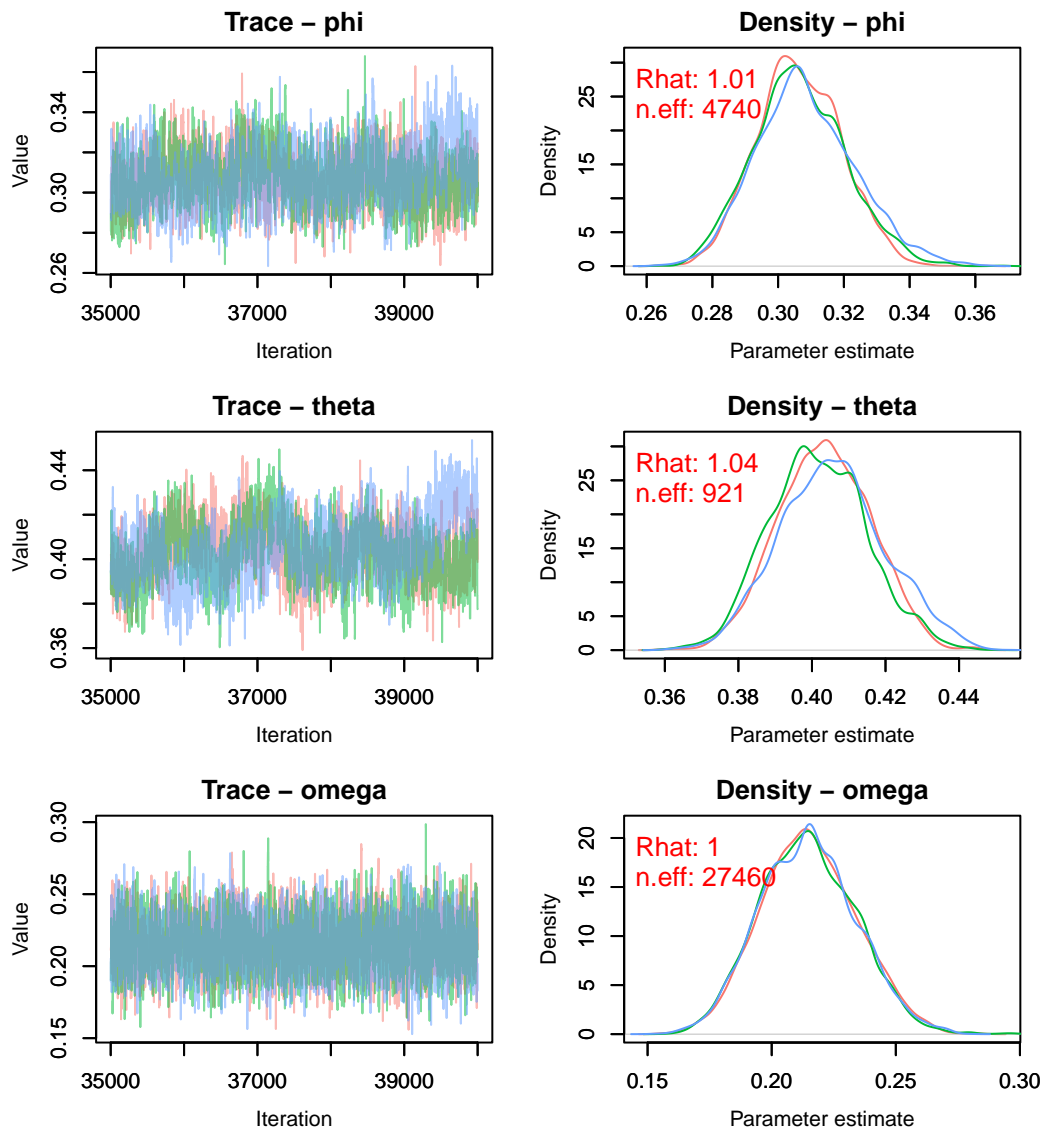 Trace – phi
Value
0.26
0.30
0.34
35000
37000
39000
Iteration
Density – phi
Rhat: 1.01
n.eff: 4740
Density
0
5
15
25
0.26
0.28
0.30
0.32
0.34
0.36
Parameter estimate
Trace – theta
Value
0.36
0.40
0.44
35000
37000
39000
Iteration
Density – theta
Rhat: 1.04
n.eff: 921
Density
0
5
15
25
0.36
0.38
0.40
0.42
0.44
Parameter estimate
Trace – omega
Value
0.15
0.20
0.25
0.30
35000
37000
39000
Iteration
Density – omega
Rhat: 1
n.eff: 27460
Density
0
5
10
15
20
0.15
0.20
0.25
0.30
Parameter estimate